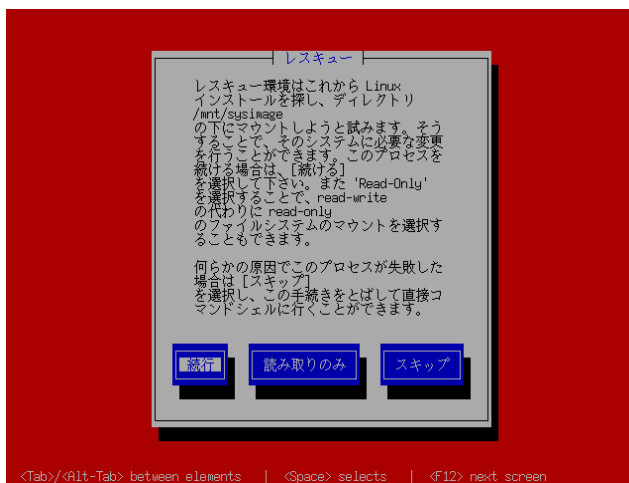 レスキュー
レスキュー環境はこれから Linux
インストールを探し、ディレクトリ
/mnt/sysimage
の下にマウントしようと試みます。そう
することで、そのシステムに必要な変更
を行うことができます。このプロセスを
続ける場合は、[続ける]
を選択して下さい。また 'Read-Only'
を選択することで、read-write
の代わりに read-only
のファイルシステムのマウントを選択す
ることもできます。
何らかの原因でこのプロセスが失敗した
場合は [スキップ]
を選択し、この手続きをとばして直接コ
マンドシェルに行くことができます。
続行 読み取りのみ スキップ
<Tab>/<Alt-Tab> between elements | <Space> selects | <F12> next screen